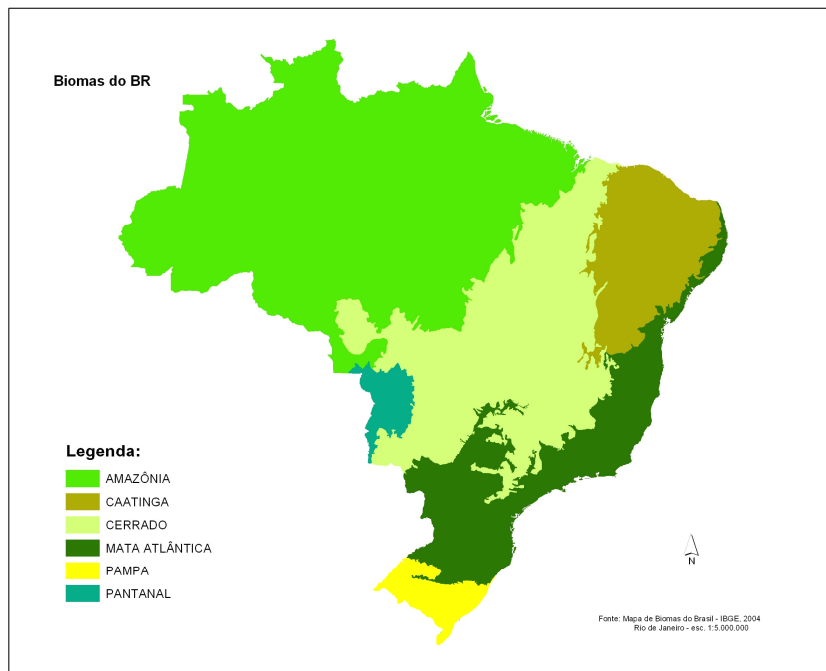 Biomas do BR
Legenda:
AMAZÔNIA
CAATINGA
CERRADO
MATA ATLÂNTICA
PAMPA
PANTANAL
N
Fonte: Mapa de Biomas do Brasil - IBGE, 2004
Rio de Janeiro - esc. 1:5.000.000